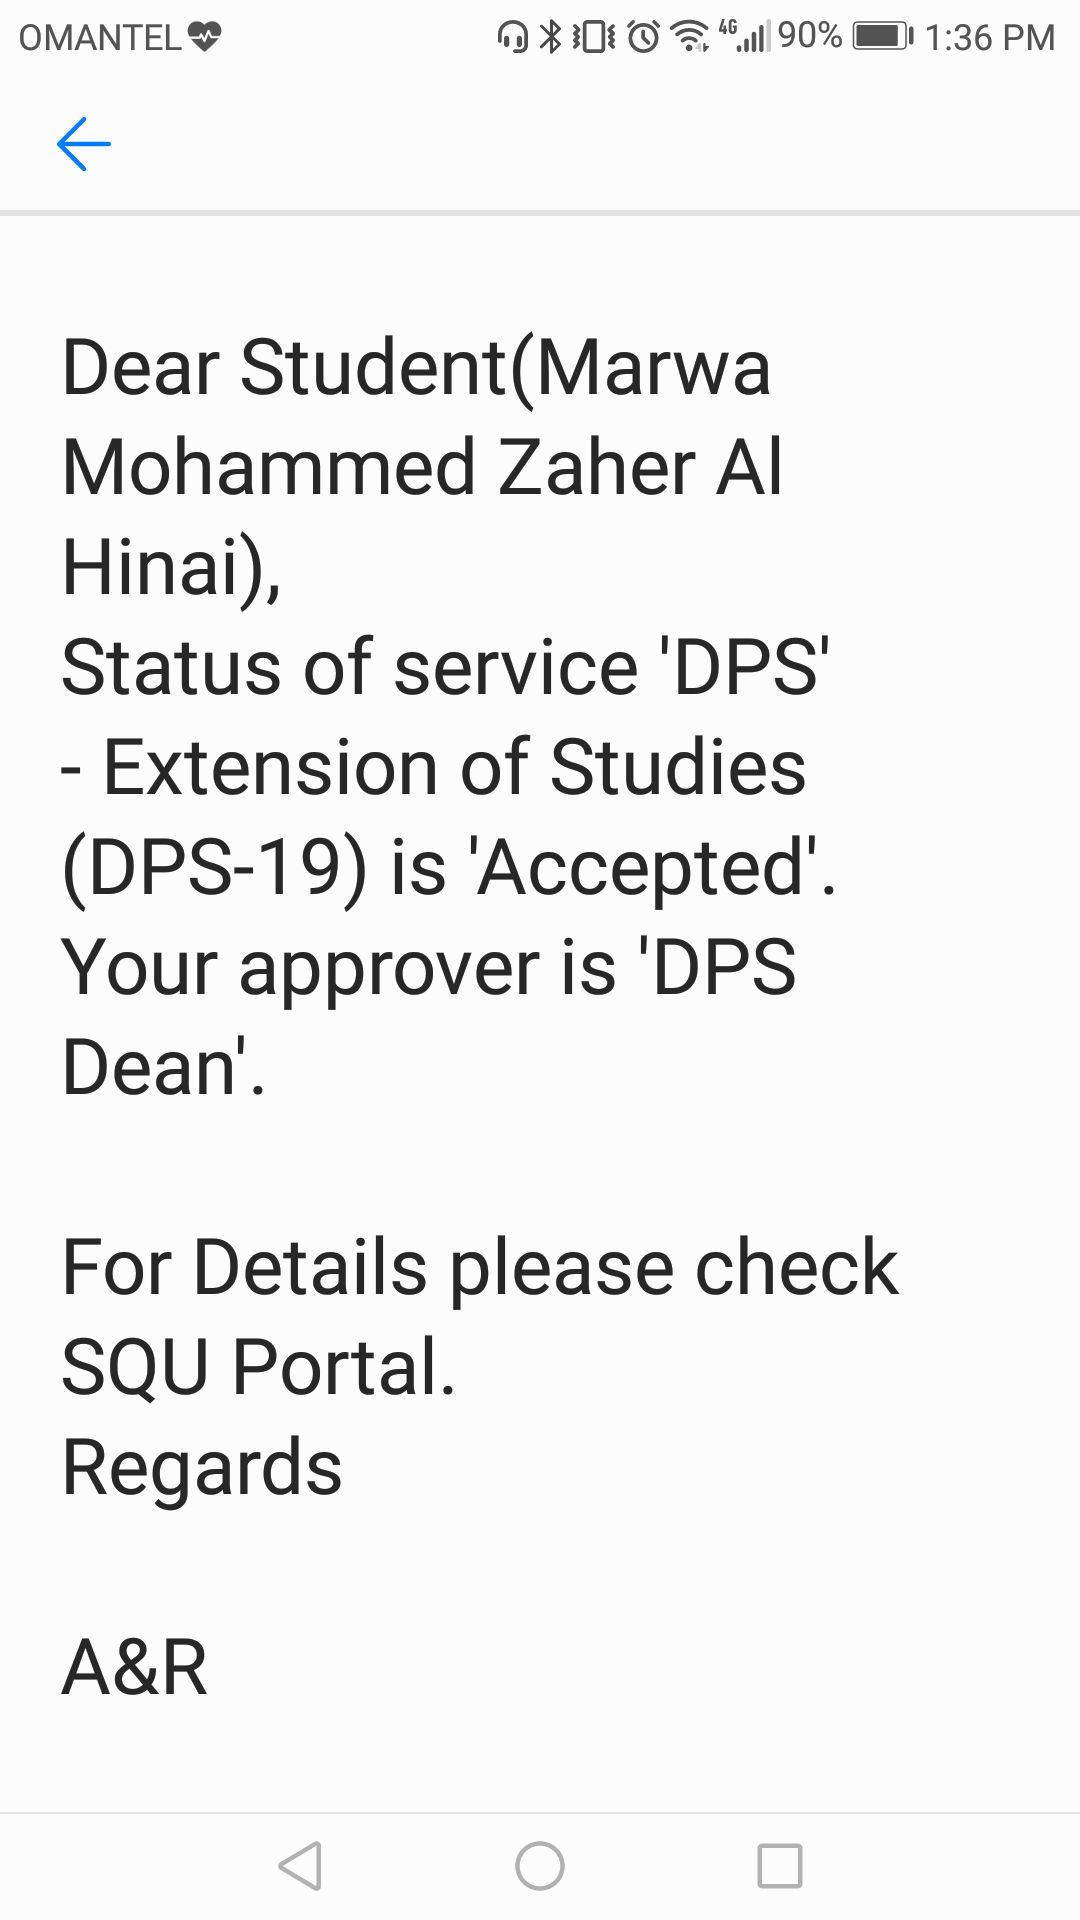 OMANTEL 4G 90% 1:36 PM
Dear Student(Marwa
Mohammed Zaher Al
Hinai),
Status of service 'DPS'
- Extension of Studies
(DPS-19) is 'Accepted'.
Your approver is 'DPS
Dean'.
For Details please check
SQU Portal.
Regards
A&R